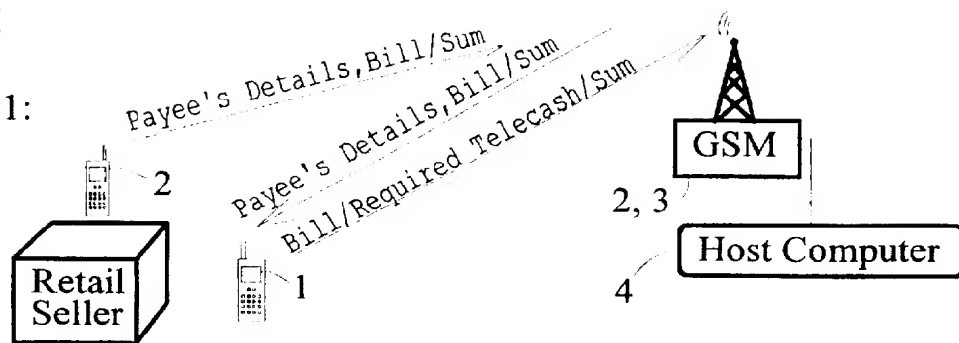 Payee's Details,Bill/Sum
1:
Payee's Details,Bill/Sum
Bill/Required Telecash/Sum
GSM
2
2, 3
Retail
Seller
1
Host Computer
4